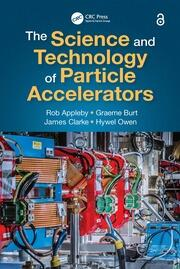 CRC Press
Taylor & Francis Group
The Science and
Technology
of Particle
Accelerators
Rob Appleby • Graeme Burt
James Clarke • Hywel Owen